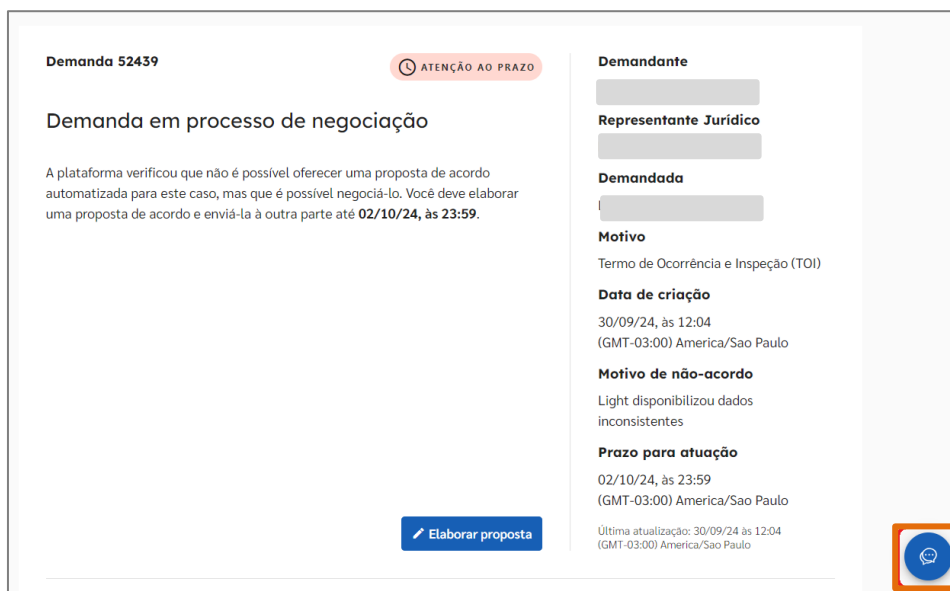 Demanda 52439
ATENÇÃO AO PRAZO
Demanda em processo de negociação
A plataforma verificou que não é possível oferecer uma proposta de acordo
automatizada para este caso, mas que é possível negociá-lo. Você deve elaborar
uma proposta de acordo e enviá-la à outra parte até 02/10/24, às 23:59.
Elaborar proposta
Demandante
Representante Jurídico
Demandada
Motivo
Termo de Ocorrência e Inspeção (TOI)
Data de criação
30/09/24, às 12:04
(GMT-03:00) America/Sao Paulo
Motivo de não-acordo
Light disponibilizou dados
inconsistentes
Prazo para atuação
02/10/24, às 23:59
(GMT-03:00) America/Sao Paulo
Última atualização: 30/09/24 às 12:04
(GMT-03:00) America/Sao Paulo